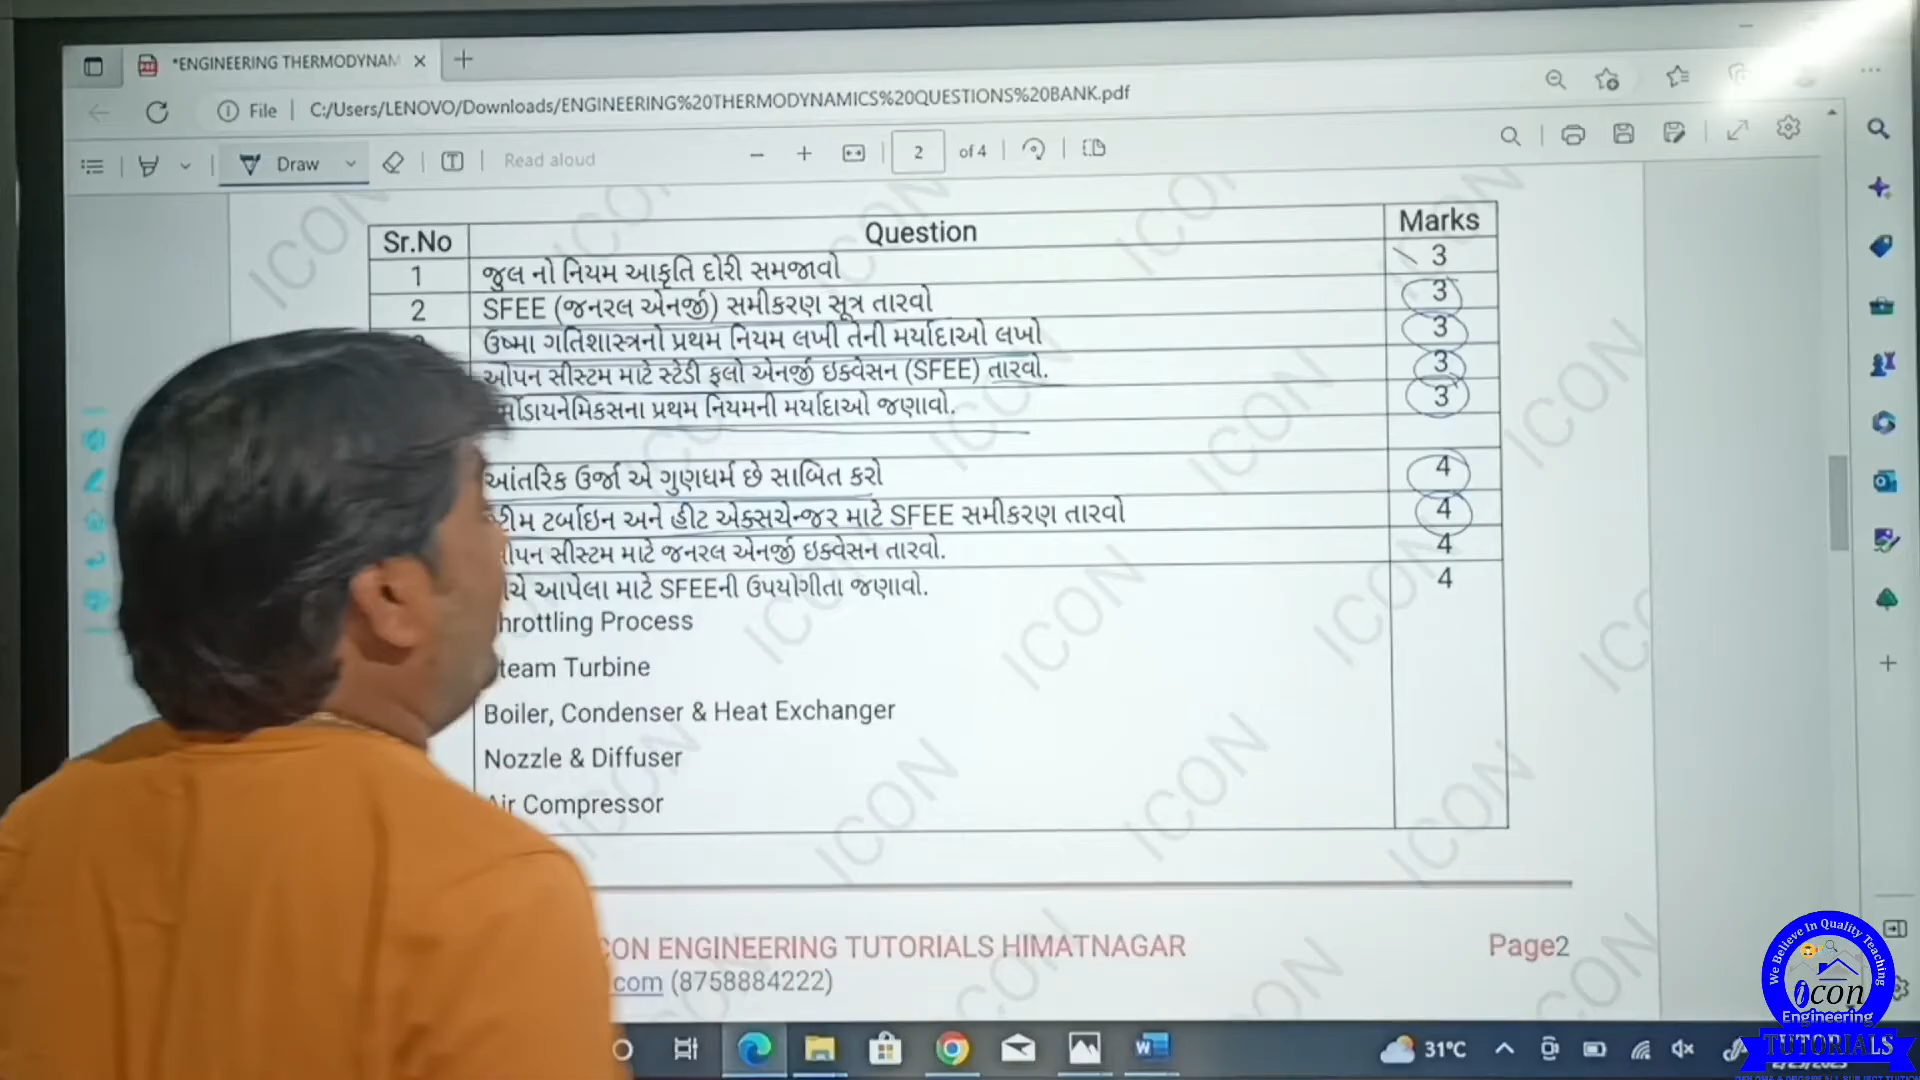 *ENGINEERING THERMODYNAM
File C:/Users/LENOVO/Downloads/ENGINEERING%20THERMODYNAMICS%20QUESTIONS%20BANK.pdf
Draw Read aloud 2 of 4
Sr.No Question Marks
1 જુલ નો નિયમ આકૃતિ દોરી સમજાવો 3
2 SFEE (જનરલ એનર્જી) સમીકરણ સૂત્ર તારવો 3
ઉષ્મા ગતિશાસ્ત્રનો પ્રથમ નિયમ લખી તેની મર્યાદાઓ લખો 3
ઓપન સીસ્ટમ માટે સ્ટેડી ફલો એનર્જી ઇક્વેસન (SFEE) તારવો. 3
પ્રથમ નિયમની મર્યાદાઓ જણાવો. 3
આંતરિક ઉર્જા એ ગુણધર્મ છે સાબિત કરો 4
ટર્બાઇન અને હીટ એક્સચેન્જર માટે SFEE સમીકરણ તારવો 4
સીસ્ટમ માટે જનરલ એનર્જી ઇક્વેસન તારવો. 4
આપેલા માટે SFEEની ઉપયોગીતા જણાવો. 4
hrottling Process
team Turbine
Boiler, Condenser & Heat Exchanger
Nozzle & Diffuser
Air Compressor
CON ENGINEERING TUTORIALS HIMATNAGAR Page2
com (8758884222)
We Believe In Quality Teaching
icon
Engineering
TUTORIALS
31°C
ICON